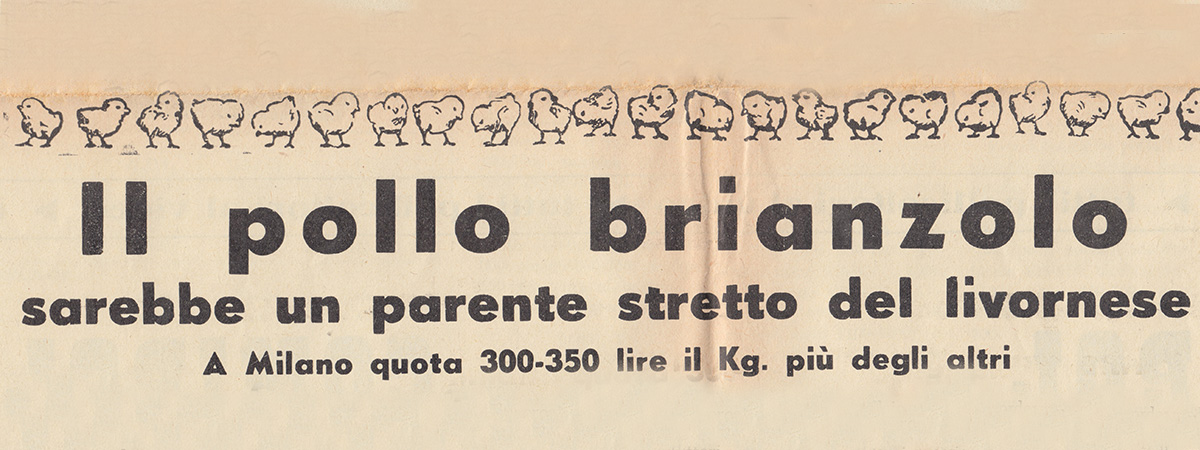 Il pollo brianzolo
sarebbe un parente stretto del livornese
A Milano quota 300-350 lire il Kg. più degli altri